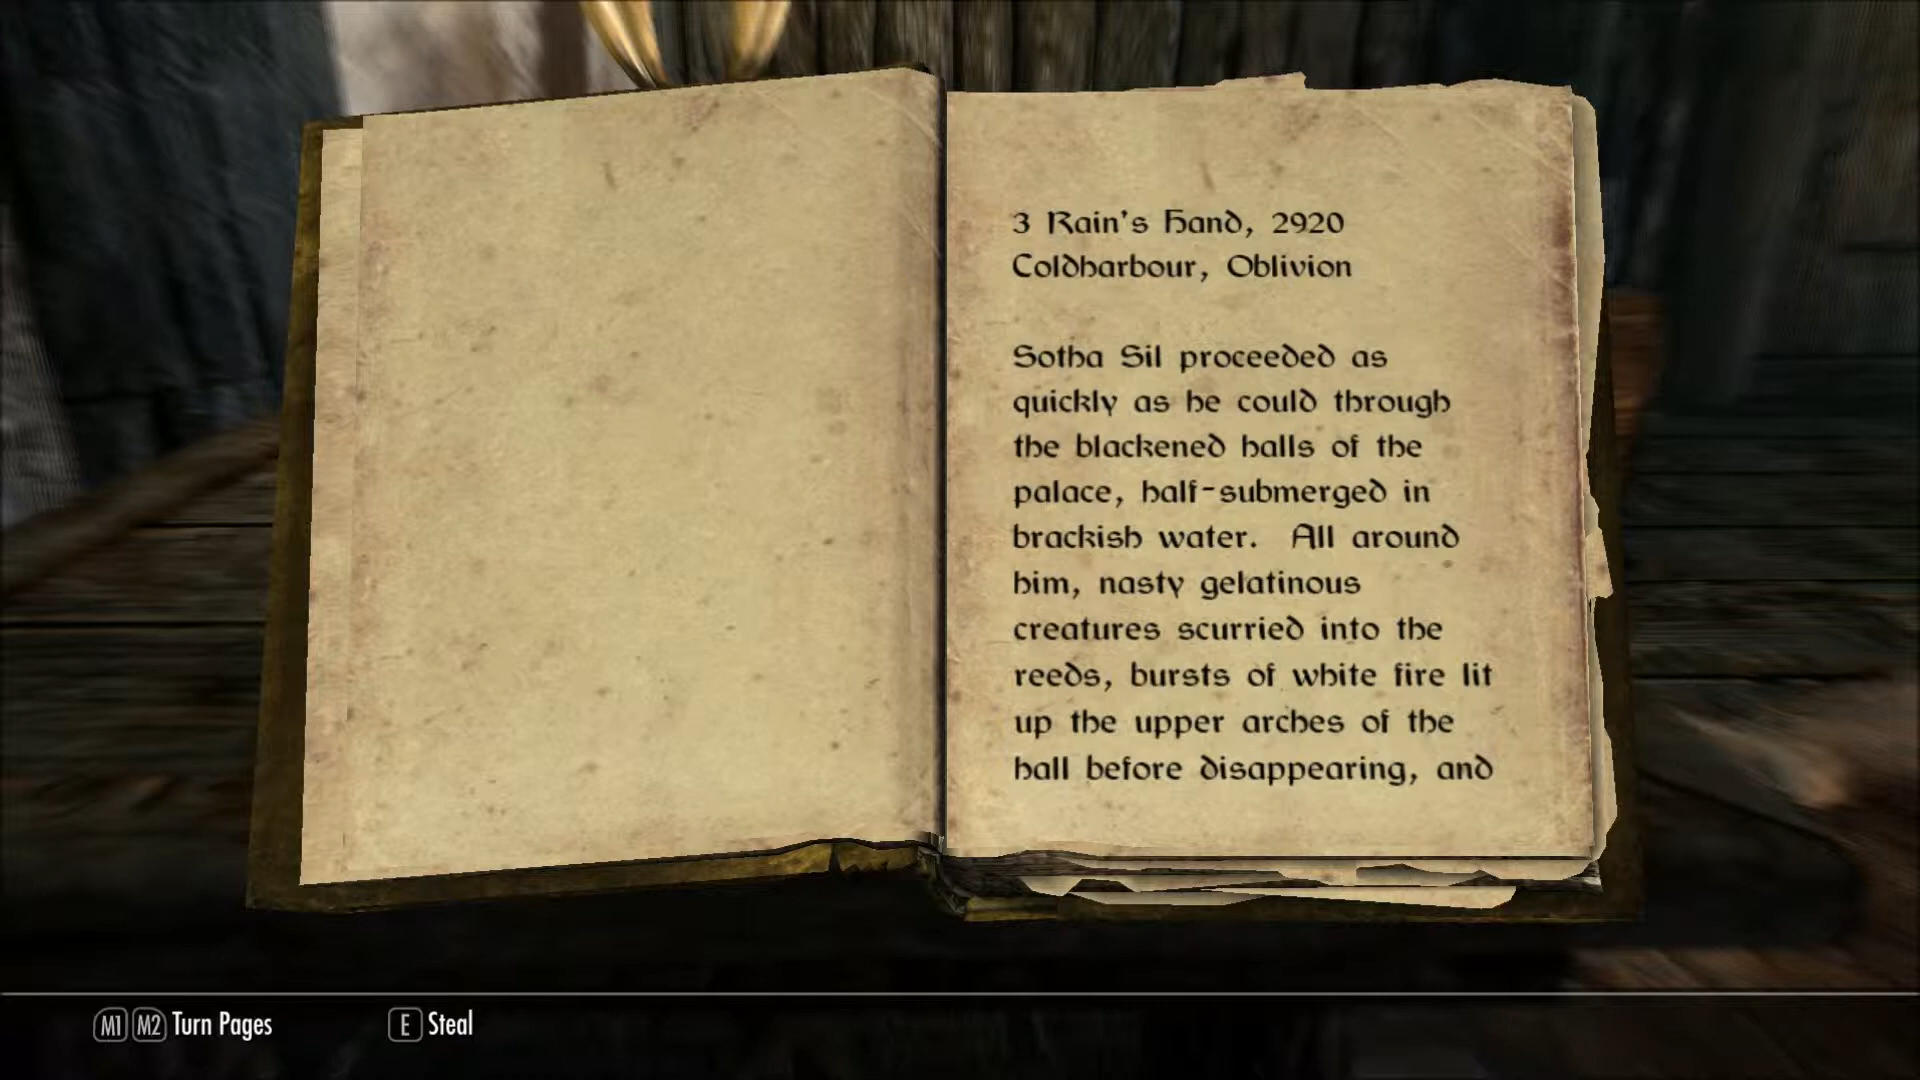 3 Rain's Hand, 2920
Coldharbour, Oblivion
Sotha Sil proceeded as
quickly as he could through
the blackened halls of the
palace, half-submerged in
brackish water.  All around
him, nasty gelatinous
creatures scurried into the
reeds, bursts of white fire lit
up the upper arches of the
hall before disappearing, and
M1 M2 Turn Pages
E Steal